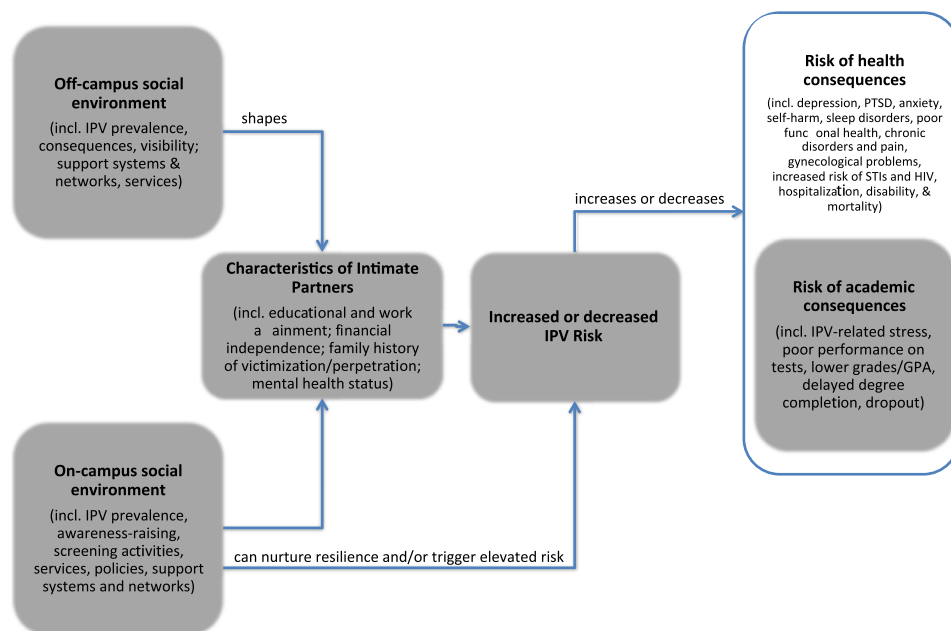 Off-campus social
environment
(incl. IPV prevalence,
consequences, visibility;
support systems &
networks, services)
shapes
Characteristics of Intimate
Partners
(incl. educational and work
a ainment; financial
independence; family history
of victimization/perpetration;
mental health status)
On-campus social
environment
(incl. IPV prevalence,
awareness-raising,
screening activities,
services, policies, support
systems and networks)
can nurture resilience and/or trigger elevated risk
Increased or decreased
IPV Risk
increases or decreases
Risk of health
consequences
(incl. depression, PTSD, anxiety,
self-harm, sleep disorders, poor
func onal health, chronic
disorders and pain,
gynecological problems,
increased risk of STIs and HIV,
hospitalization, disability, &
mortality)
Risk of academic
consequences
(incl. IPV-related stress,
poor performance on
tests, lower grades/GPA,
delayed degree
completion, dropout)